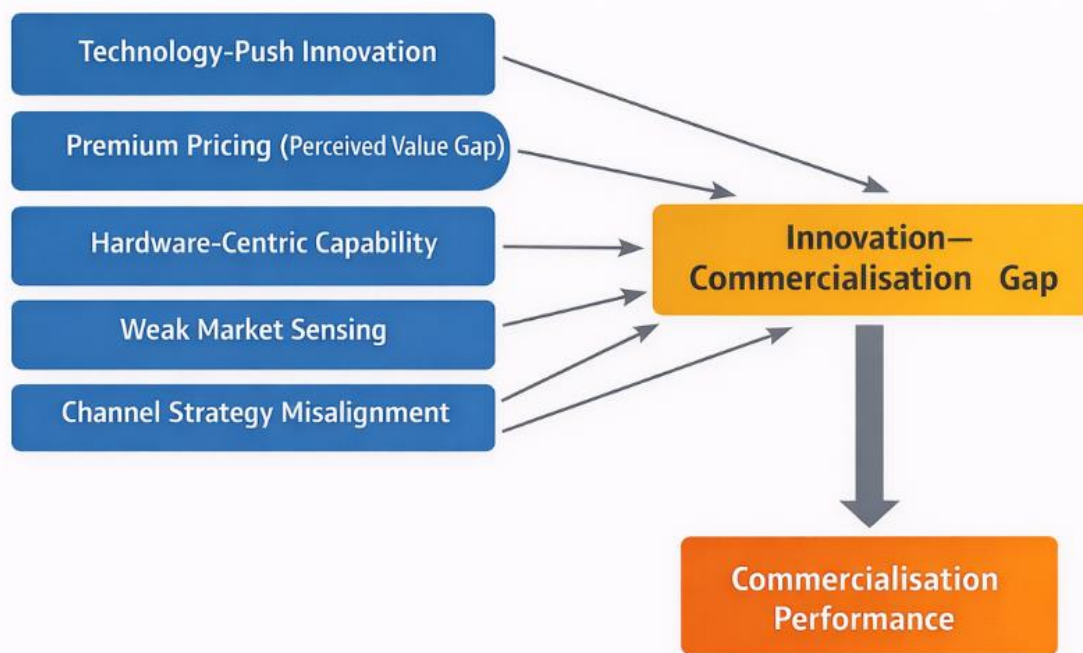 Technology-Push Innovation
Premium Pricing (Perceived Value Gap)
Hardware-Centric Capability
Weak Market Sensing
Channel Strategy Misalignment
Innovation—
Commercialisation Gap
Commercialisation
Performance